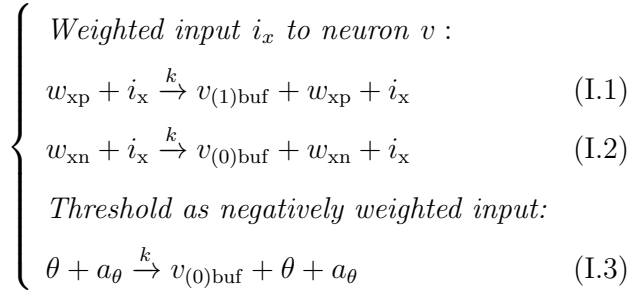 Weighted input iₓ to neuron v :
w_xp + i_x →^k v_(1)buf + w_xp + i_x (I.1)
w_xn + i_x →^k v_(0)buf + w_xn + i_x (I.2)
Threshold as negatively weighted input:
θ + a_θ →^k v_(0)buf + θ + a_θ (I.3)